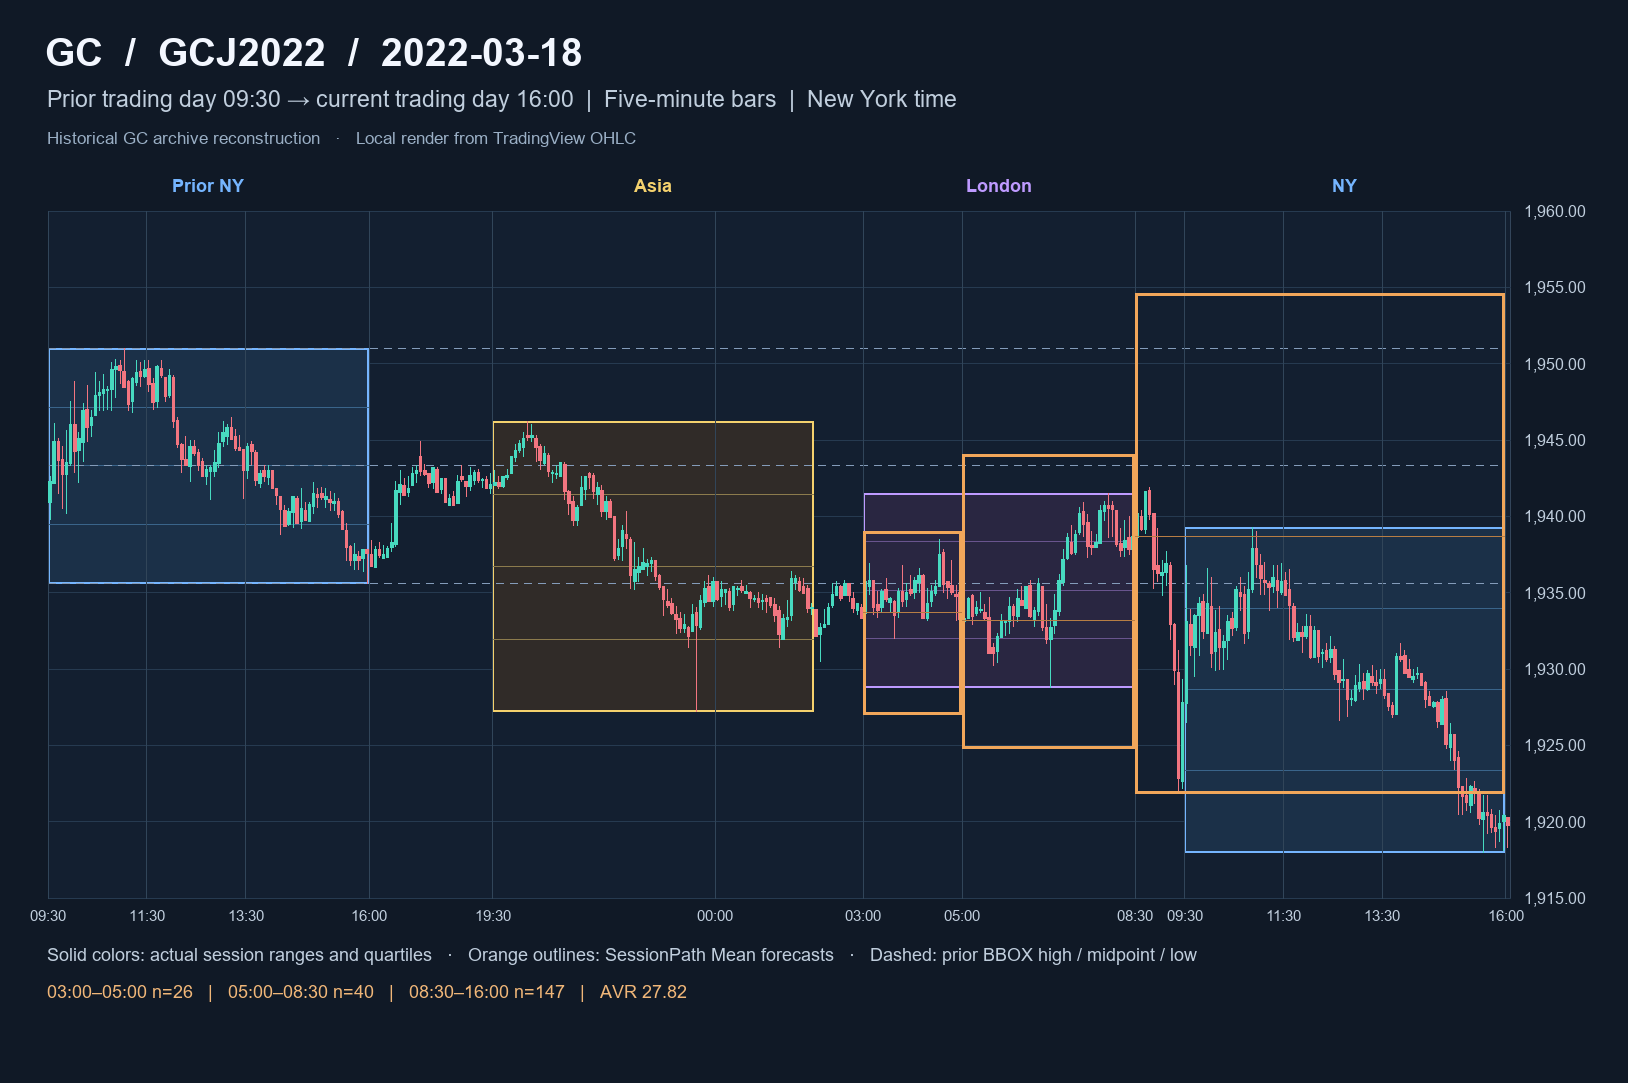 GC / GCJ2022 / 2022-03-18
Prior trading day 09:30 → current trading day 16:00 | Five-minute bars | New York time
Historical GC archive reconstruction · Local render from TradingView OHLC
Prior NY Asia London NY
1,960.00
1,955.00
1,950.00
1,945.00
1,940.00
1,935.00
1,930.00
1,925.00
1,920.00
1,915.00
09:30 11:30 13:30 16:00 19:30 00:00 03:00 05:00 08:30 09:30 11:30 13:30 16:00
Solid colors: actual session ranges and quartiles · Orange outlines: SessionPath Mean forecasts · Dashed: prior BBOX high / midpoint / low
03:00–05:00 n=26 | 05:00–08:30 n=40 | 08:30–16:00 n=147 | AVR 27.82